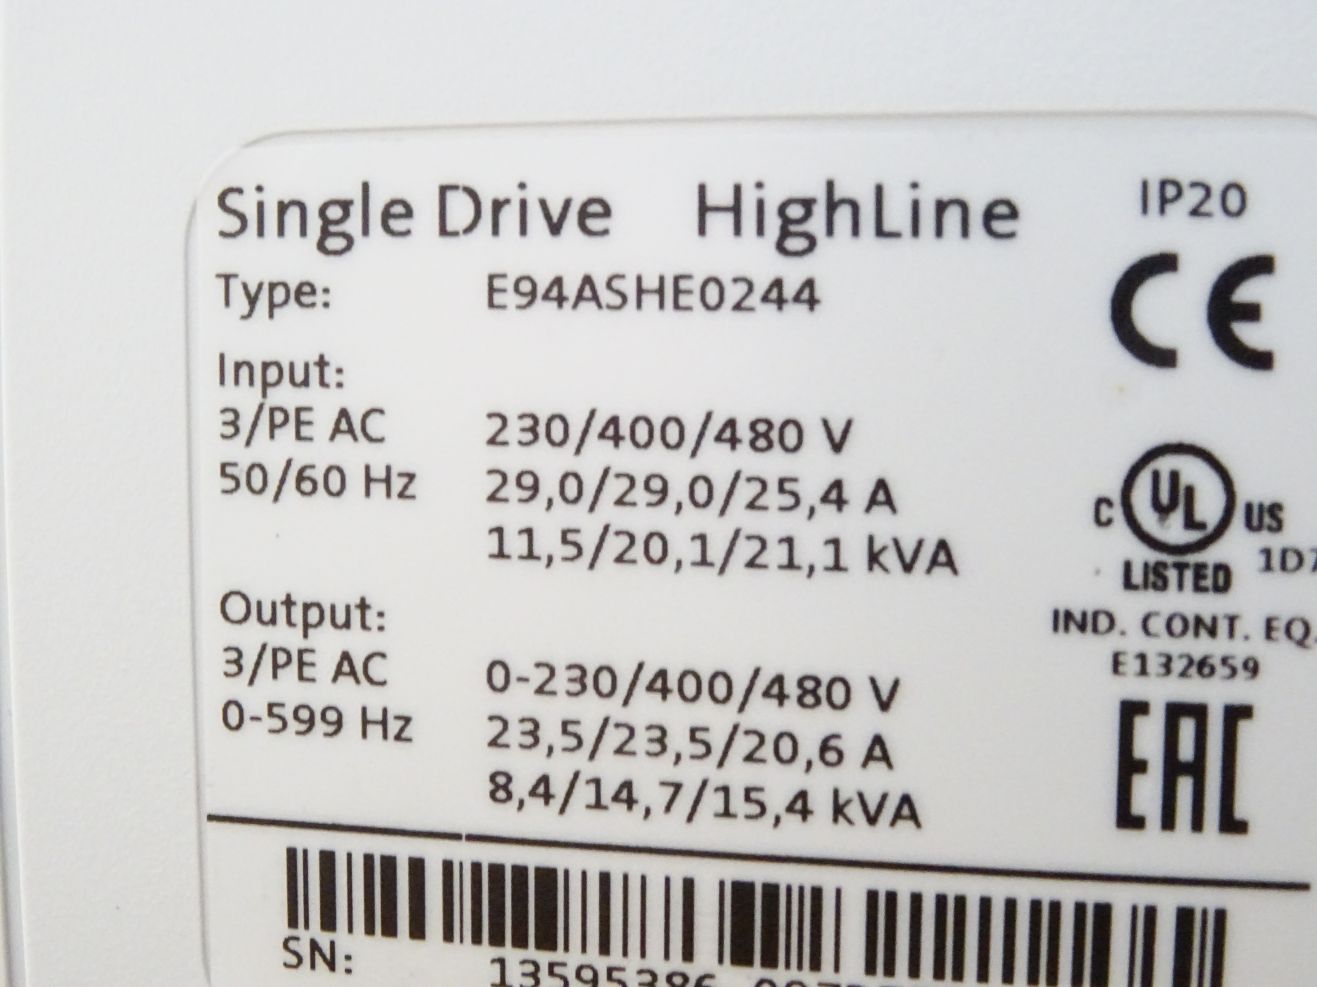 Single Drive HighLine IP20
Type: E94ASHE0244
CE
Input:
3/PE AC 230/400/480 V
50/60 Hz 29,0/29,0/25,4 A
11,5/20,1/21,1 kVA
C UL US
LISTED 1D7
IND. CONT. EQ.
E132659
Output:
3/PE AC 0-230/400/480 V
0-599 Hz 23,5/23,5/20,6 A
8,4/14,7/15,4 kVA
EAC
SN: 13595386